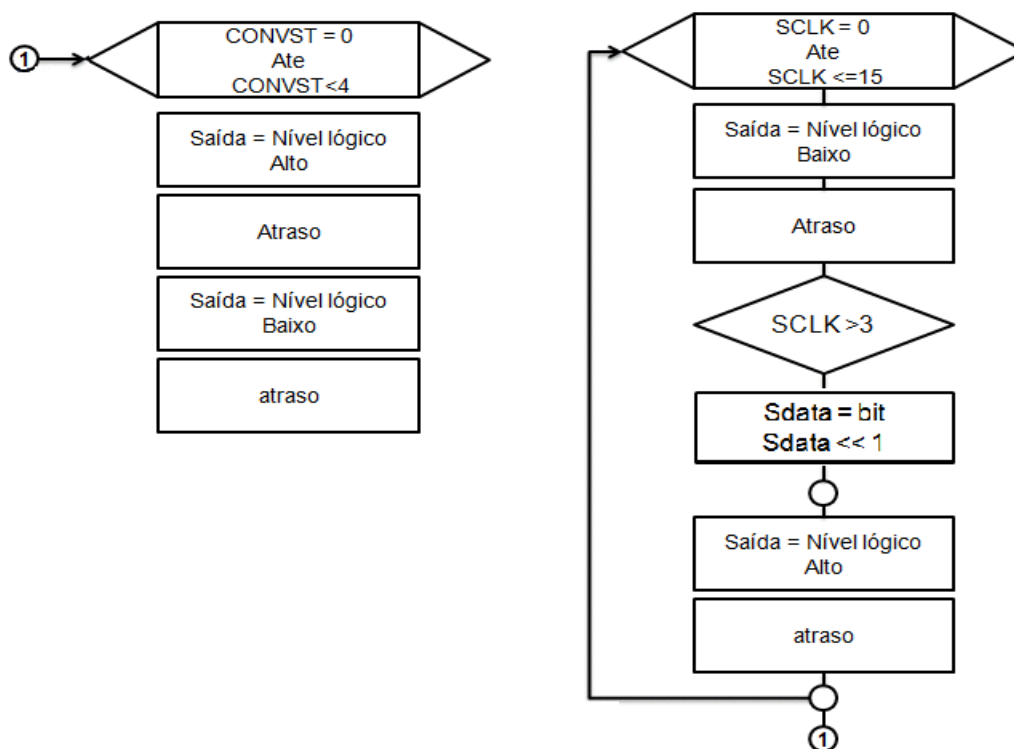 1
CONVST = 0
Ate
CONVST<4
Saída = Nível lógico
Alto
Atraso
Saída = Nível lógico
Baixo
atraso
SCLK = 0
Ate
SCLK <=15
Saída = Nível lógico
Baixo
Atraso
SCLK >3
Sdata = bit
Sdata << 1
Saída = Nível lógico
Alto
atraso
1